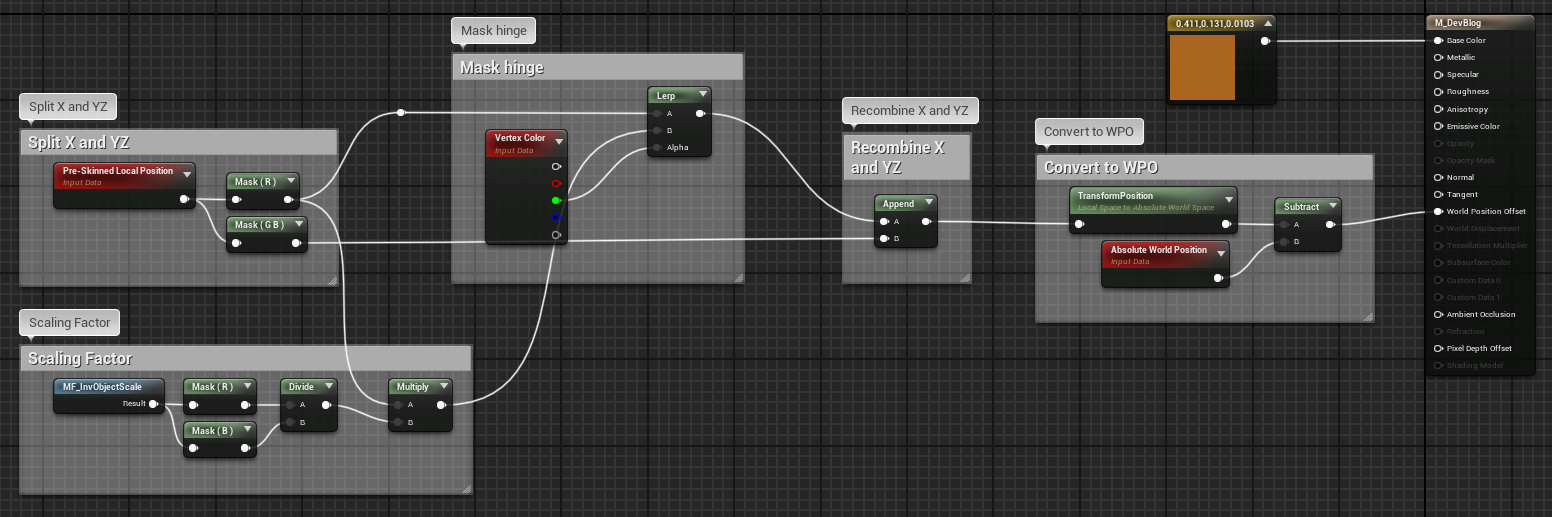 Split X and YZ
Split X and YZ
Pre-Skinned Local Position
Input Data
Mask ( R )
Mask ( G B )
Scaling Factor
Scaling Factor
MF_InvObjectScale
Result
Mask ( R )
Mask ( B )
Divide
A
B
Multiply
A
B
Mask hinge
Mask hinge
Vertex Color
Input Data
Lerp
A
B
Alpha
Recombine X and YZ
Recombine X
and YZ
Append
A
B
Convert to WPO
Convert to WPO
TransformPosition
Local Space to Absolute World Space
Absolute World Position
Input Data
Subtract
A
B
0.411,0.131,0.0103
M_DevBlog
Base Color
Metallic
Specular
Roughness
Anisotropy
Emissive Color
Opacity
Opacity Mask
Normal
Tangent
World Position Offset
World Displacement
Tessellation Multiplier
Subsurface Color
Custom Data 0
Custom Data 1
Ambient Occlusion
Refraction
Pixel Depth Offset
Shading Model